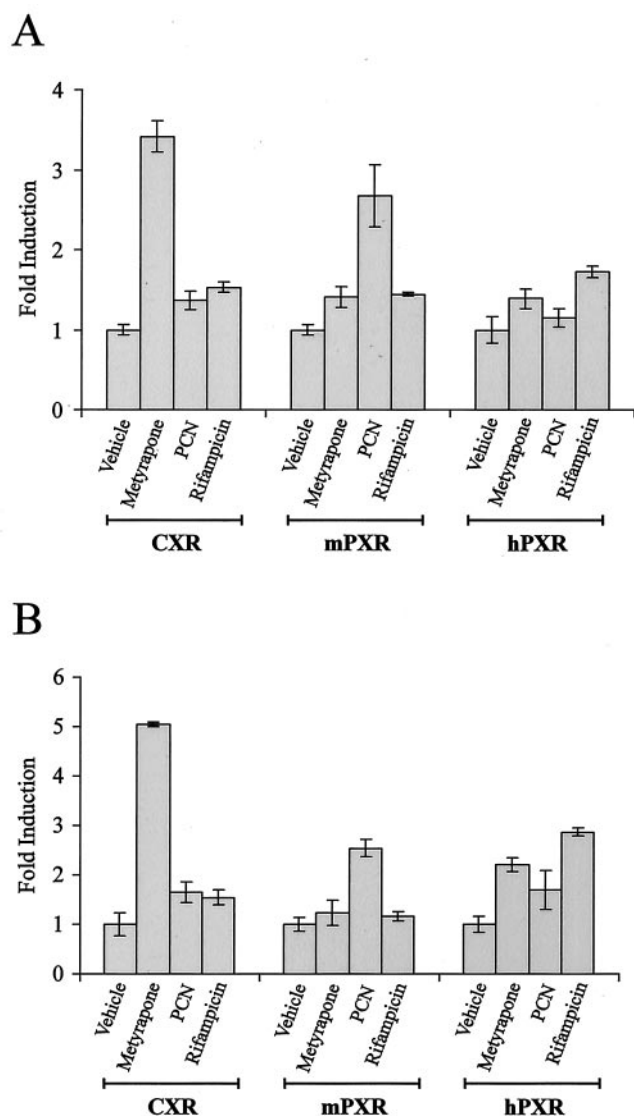 A
4
3
2
1
0
Fold Induction
Vehicle
Metyrapone
PCN
Rifampicin
Vehicle
Metyrapone
PCN
Rifampicin
Vehicle
Metyrapone
PCN
Rifampicin
CXR mPXR hPXR
B
6
5
4
3
2
1
0
Fold Induction
Vehicle
Metyrapone
PCN
Rifampicin
Vehicle
Metyrapone
PCN
Rifampicin
Vehicle
Metyrapone
PCN
Rifampicin
CXR mPXR hPXR